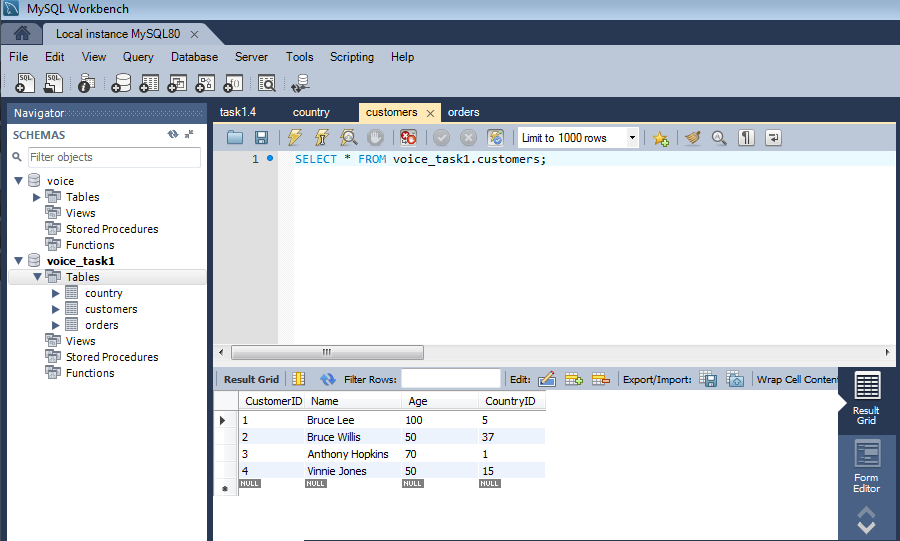 MySQL Workbench
Local instance MySQL80
File Edit View Query Database Server Tools Scripting Help
Navigator
SCHEMAS
Filter objects
voice
Tables
Views
Stored Procedures
Functions
voice_task1
Tables
country
customers
orders
Views
Stored Procedures
Functions
task1.4 country customers orders
Limit to 1000 rows
1 SELECT * FROM voice_task1.customers;
Result Grid Filter Rows: Edit: Export/Import: Wrap Cell Conten
CustomerID Name Age CountryID
1 Bruce Lee 100 5
2 Bruce Willis 50 37
3 Anthony Hopkins 70 1
4 Vinnie Jones 50 15
NULL NULL NULL NULL
Result
Grid
Form
Editor